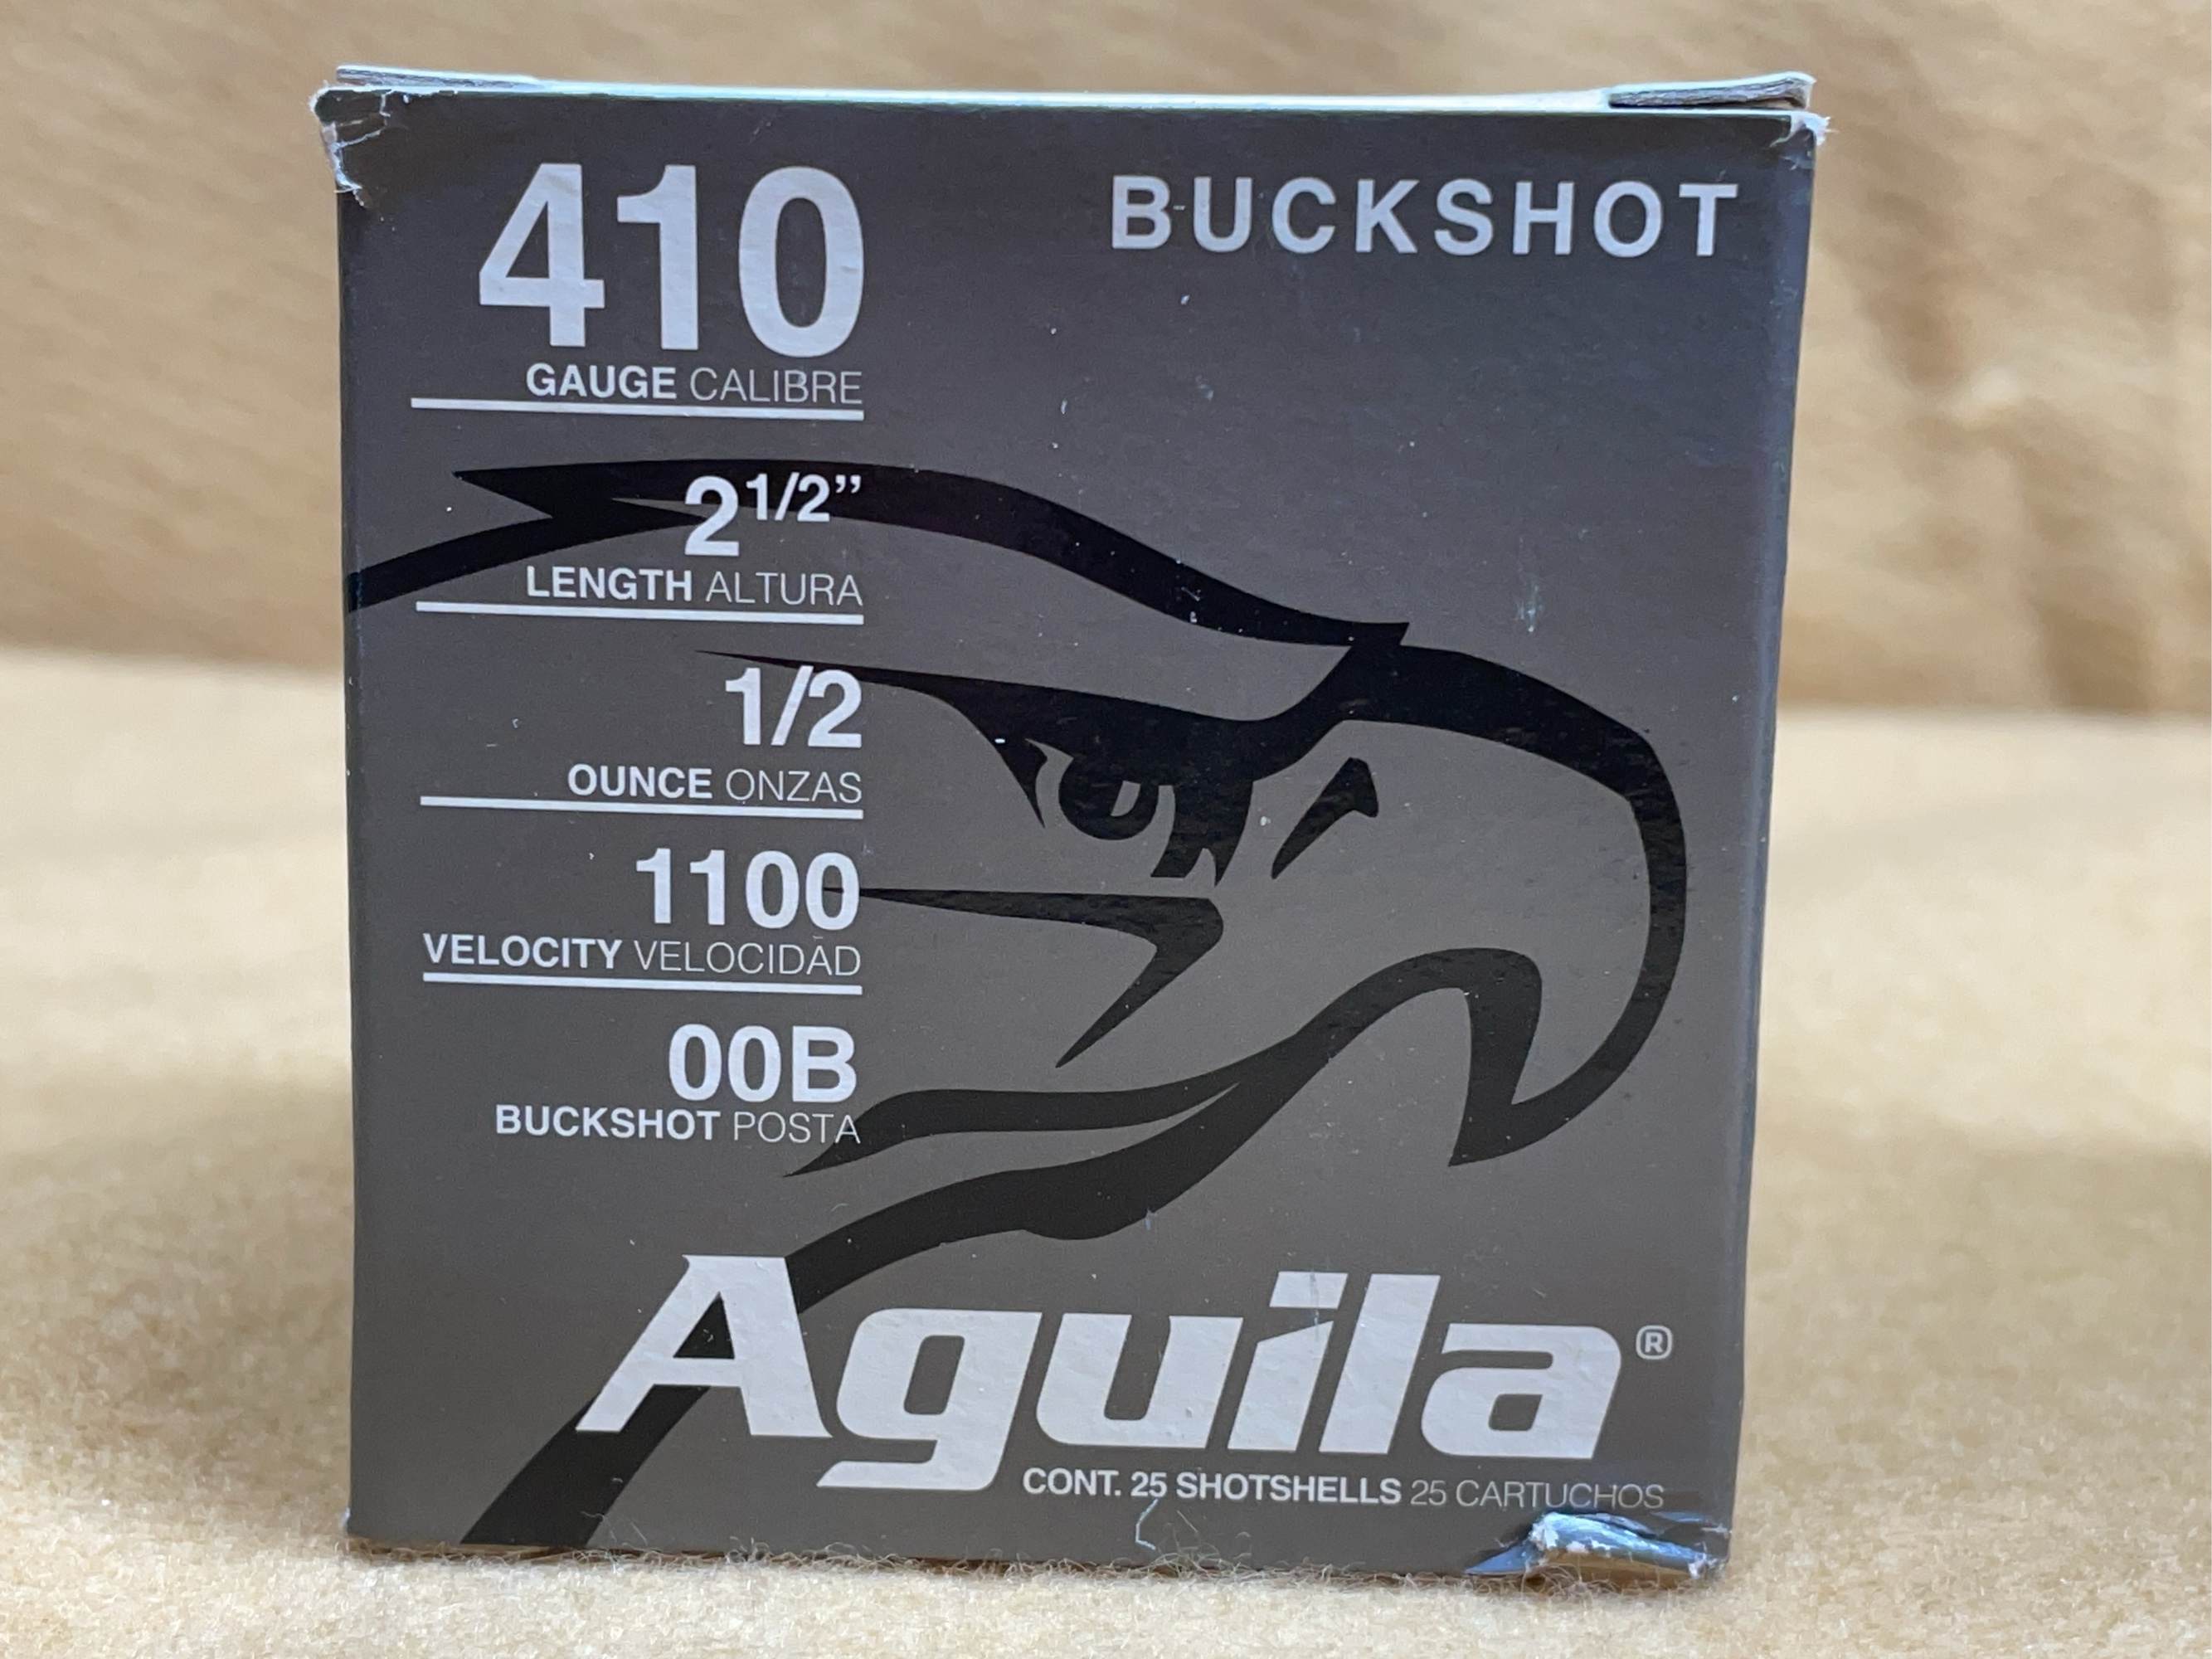 410
BUCKSHOT
GAUGE CALIBRE
2 1/2”
LENGTH ALTURA
1/2
OUNCE ONZAS
1100
VELOCITY VELOCIDAD
00B
BUCKSHOT POSTA
Aguila®
CONT. 25 SHOTSHELLS 25 CARTUCHOS